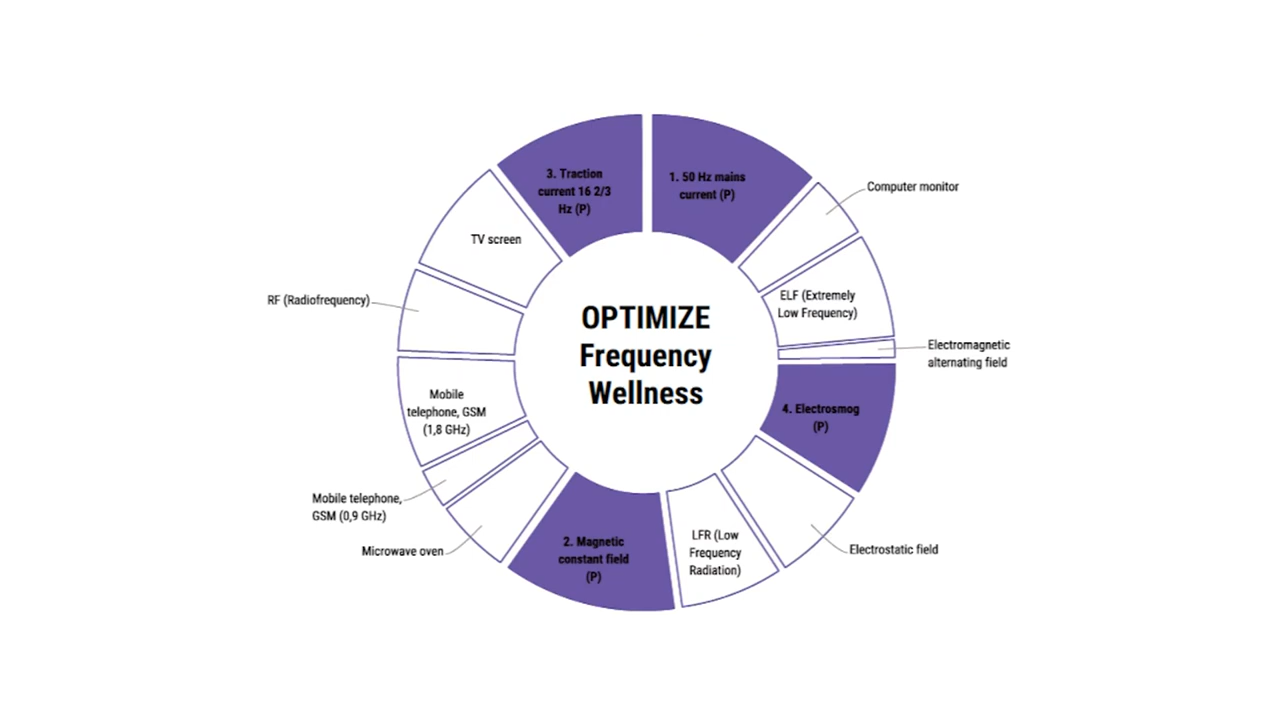 3. Traction
current 16 2/3
Hz (P)
1. 50 Hz mains
current (P)
Computer monitor
TV screen
ELF (Extremely
Low Frequency)
RF (Radiofrequency)
OPTIMIZE
Frequency
Wellness
Electromagnetic
alternating field
Mobile
telephone, GSM
(1,8 GHz)
4. Electrosmog
(P)
Mobile telephone,
GSM (0,9 GHz)
Microwave oven
2. Magnetic
constant field
(P)
LFR (Low
Frequency
Radiation)
Electrostatic field